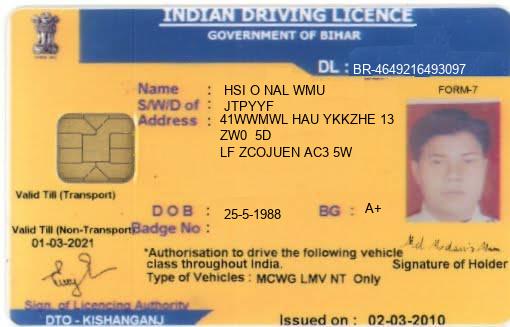 INDIAN DRIVING LICENCE
GOVERNMENT OF BIHAR
DL : BR-4649216493097
Name : HSI O NAL WMU
FORM-7
S/W/D of : JTPYYF
Address : 41WWMWL HAU YKKZHE 13
ZW0 5D
LF ZCOJUEN AC3 5W
Valid Till (Transport)
DOB : 25-5-1988 BG : A+
Valid Till (Non-Transport)
Badge No :
01-03-2021
*Authorisation to drive the following vehicle
class throughout India.
Signature of Holder
Type of Vehicles : MCWG LMV NT Only
Sign. of Licencing Authority
DTO - KISHANGANJ
Issued on : 02-03-2010